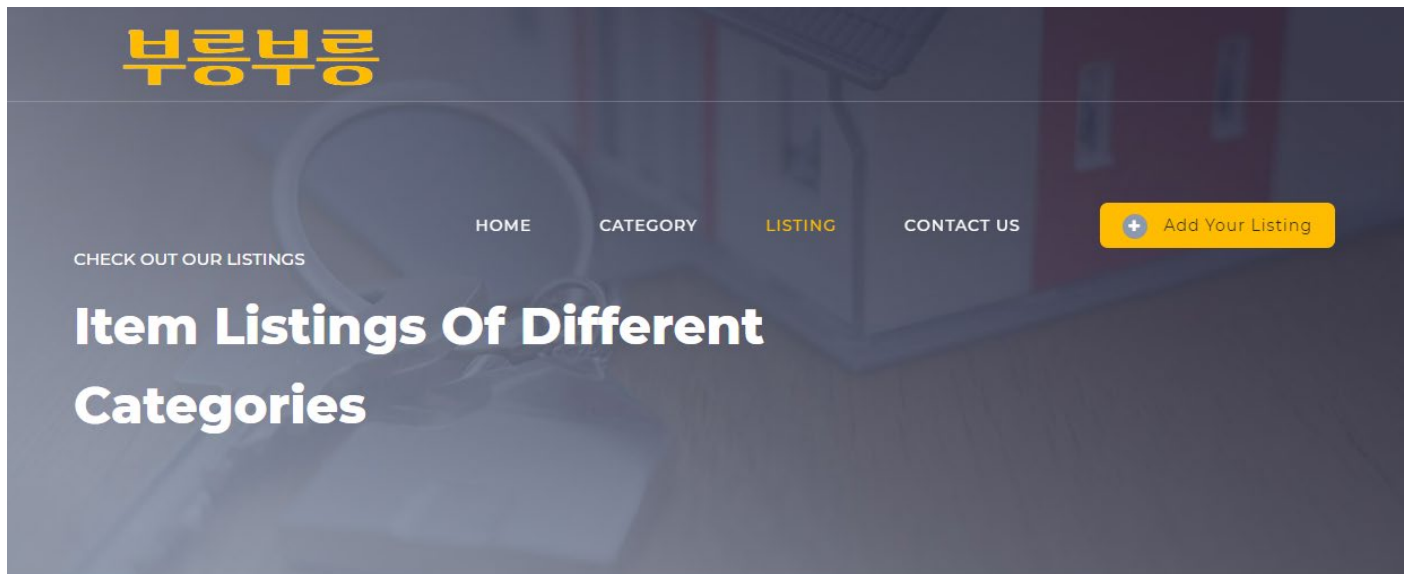 부릉부릉
HOME CATEGORY LISTING CONTACT US Add Your Listing
CHECK OUT OUR LISTINGS
Item Listings Of Different
Categories